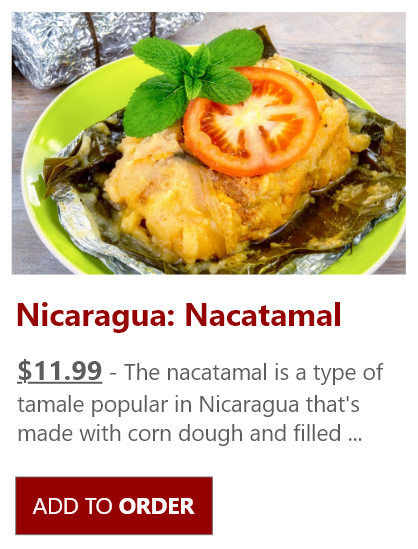 Nicaragua: Nacatamal
$11.99 - The nacatamal is a type of
tamale popular in Nicaragua that's
made with corn dough and filled ...
ADD TO ORDER